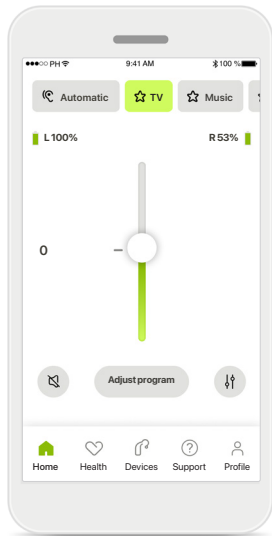 ●●●○○ PH 9:41 AM 100 %
Automatic TV Music
L 100% R 53%
0
Adjust program
Home Health Devices Support Profile